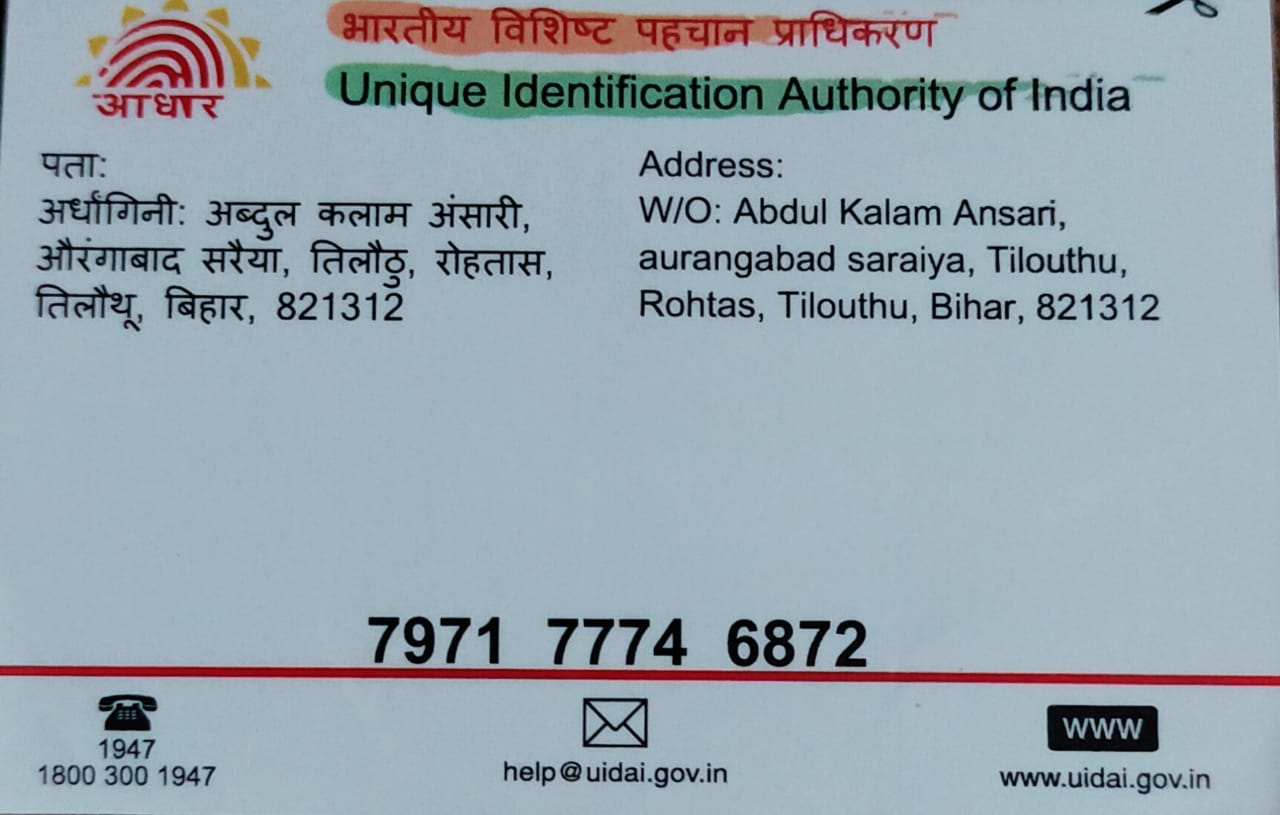 आधार
भारतीय विशिष्ट पहचान प्राधिकरण
Unique Identification Authority of India
पता:
अर्धांगिनी: अब्दुल कलाम अंसारी,
औरंगाबाद सरैया, तिलौठु, रोहतास,
तिलौथू, बिहार, 821312
Address:
W/O: Abdul Kalam Ansari,
aurangabad saraiya, Tilouthu,
Rohtas, Tilouthu, Bihar, 821312
7971 7774 6872
1947
1800 300 1947
help@uidai.gov.in
WWW
www.uidai.gov.in